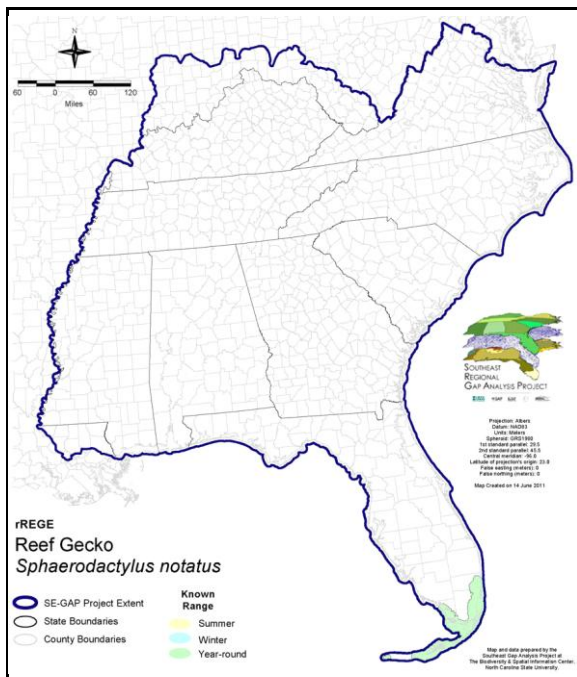 N
60 0 60 120
Miles
SOUTHEAST
REGIONAL
GAP ANALYSIS PROJECT
Projection: Albers
Datum: NAD83
Units: Meters
Spheroid: GRS1980
1st standard parallel: 29.5
2nd standard parallel: 45.5
Central meridian: -96.0
Latitude of projection's origin: 23.0
False easting (meters): 0
False northing (meters): 0
Map Created on 14 June 2011
rREGE
Reef Gecko
Sphaerodactylus notatus
SE-GAP Project Extent
State Boundaries
County Boundaries
Known
Range
Summer
Winter
Year-round
Map and data prepared by the
Southeast Gap Analysis Project at
The Biodiversity & Spatial Information Center,
North Carolina State University.